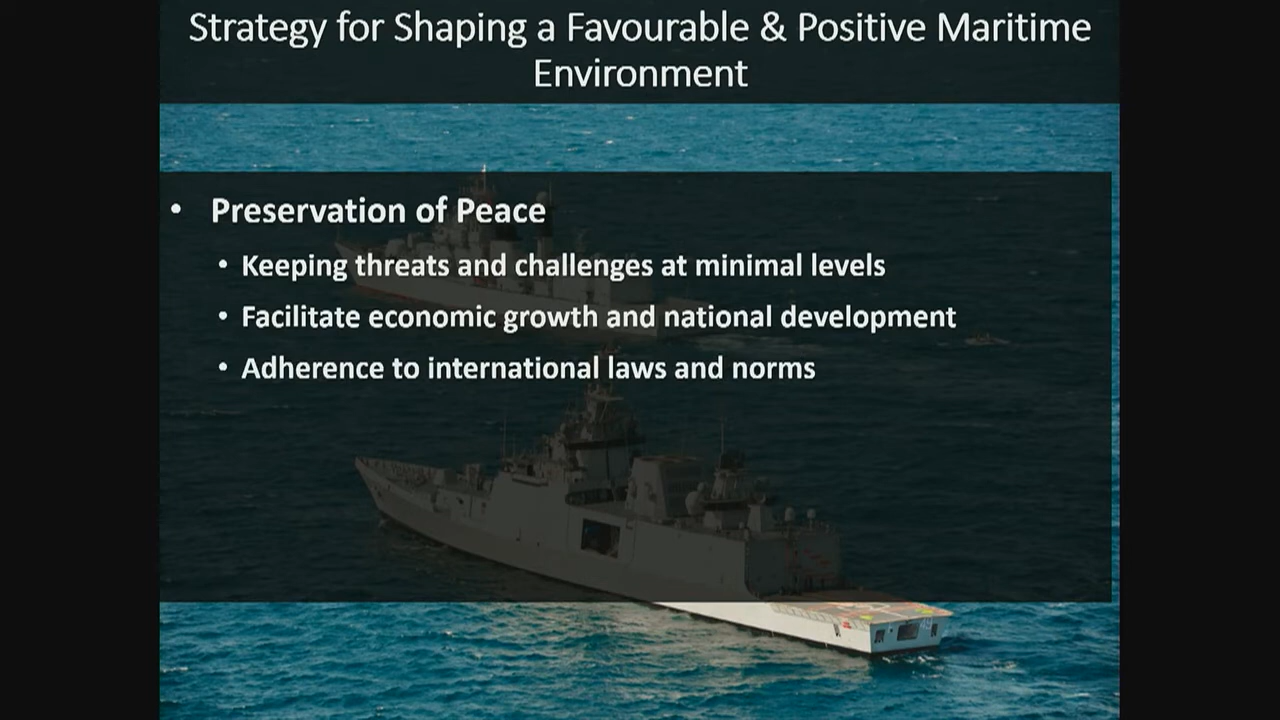 Strategy for Shaping a Favourable & Positive Maritime
Environment
• Preservation of Peace
• Keeping threats and challenges at minimal levels
• Facilitate economic growth and national development
• Adherence to international laws and norms